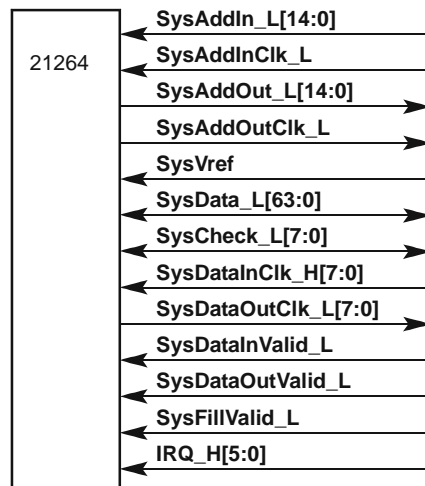 SysAddIn_L[14:0]
21264
SysAddInClk_L
SysAddOut_L[14:0]
SysAddOutClk_L
SysVref
SysData_L[63:0]
SysCheck_L[7:0]
SysDataInClk_H[7:0]
SysDataOutClk_L[7:0]
SysDataInValid_L
SysDataOutValid_L
SysFillValid_L
IRQ_H[5:0]